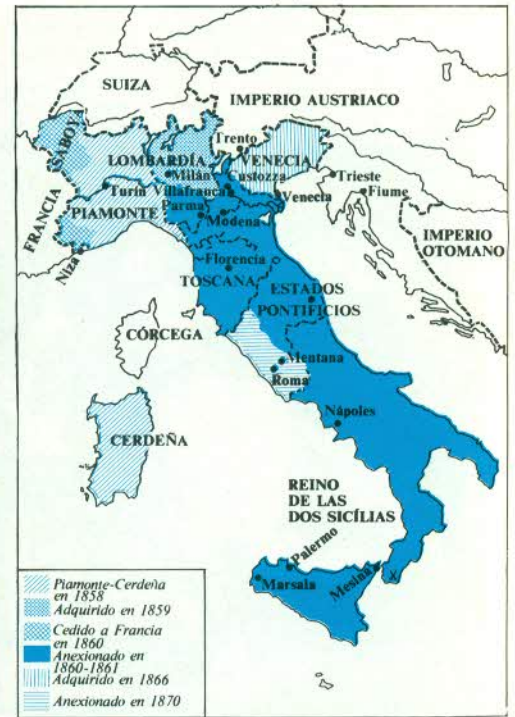 SUIZA
IMPERIO AUSTRIACO
SABOYA
Trento
LOMBARDÍA
VENECIA
Milán
Custozza
Trieste
Turín
Villafranca
Venecia
Fiume
FRANCIA
PIAMONTE
Parma
Modena
IMPERIO
OTOMANO
Niza
Florencia
TOSCANA
ESTADOS
PONTIFICIOS
CÓRCEGA
Mentana
Roma
CERDEÑA
Nápoles
REINO
DE LAS
DOS SICÍLIAS
Palermo
Mesina
Marsala
X
Piamonte-Cerdeña
en 1858
Adquirido en 1859
Cedido a Francia
en 1860
Anexionado en
1860-1861
Adquirido en 1866
Anexionado en 1870